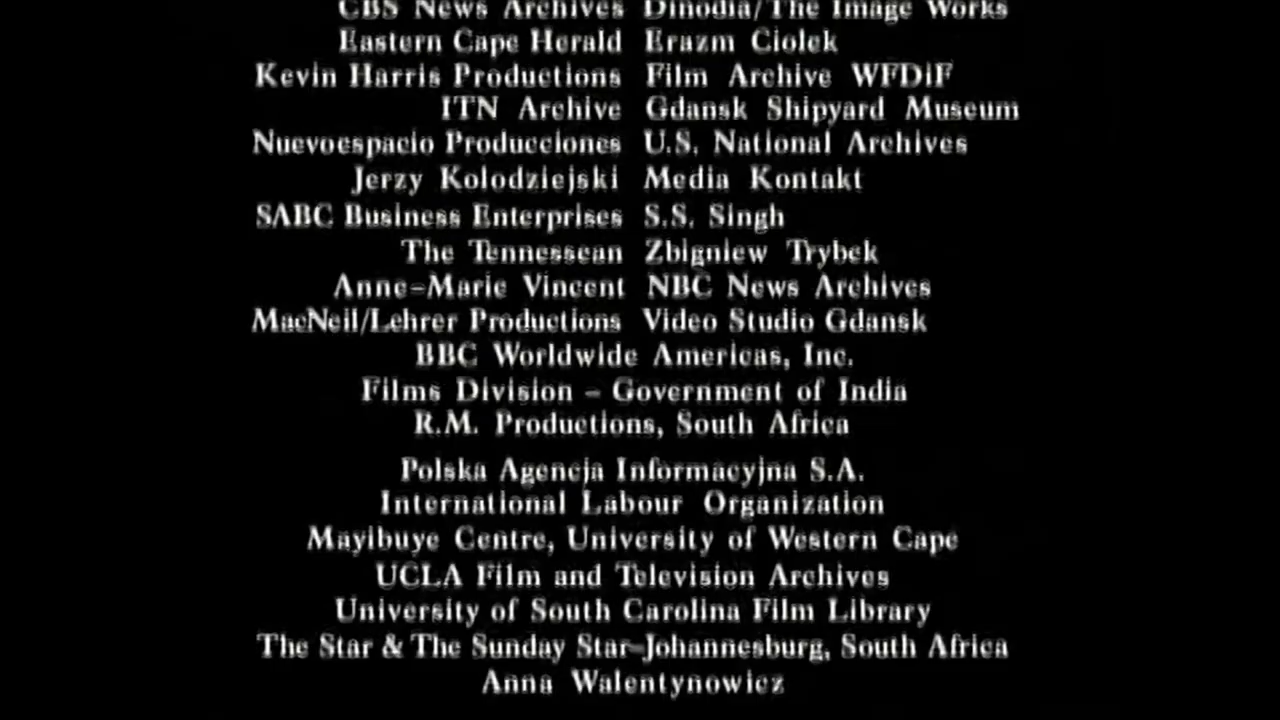 CBS News Archives Dinodia/The Image Works
Eastern Cape Herald Erazm Ciolek
Kevin Harris Productions Film Archive WFDiF
ITN Archive Gdansk Shipyard Museum
Nuevoespacio Producciones U.S. National Archives
Jerzy Kolodziejski Media Kontakt
SABC Business Enterprises S.S. Singh
The Tennessean Zbigniew Trybek
Anne-Marie Vincent NBC News Archives
MacNeil/Lehrer Productions Video Studio Gdansk
BBC Worldwide Americas, Inc.
Films Division - Government of India
R.M. Productions, South Africa
Polska Agencja Informacyjna S.A.
International Labour Organization
Mayibuye Centre, University of Western Cape
UCLA Film and Television Archives
University of South Carolina Film Library
The Star & The Sunday Star-Johannesburg, South Africa
Anna Walentynowicz